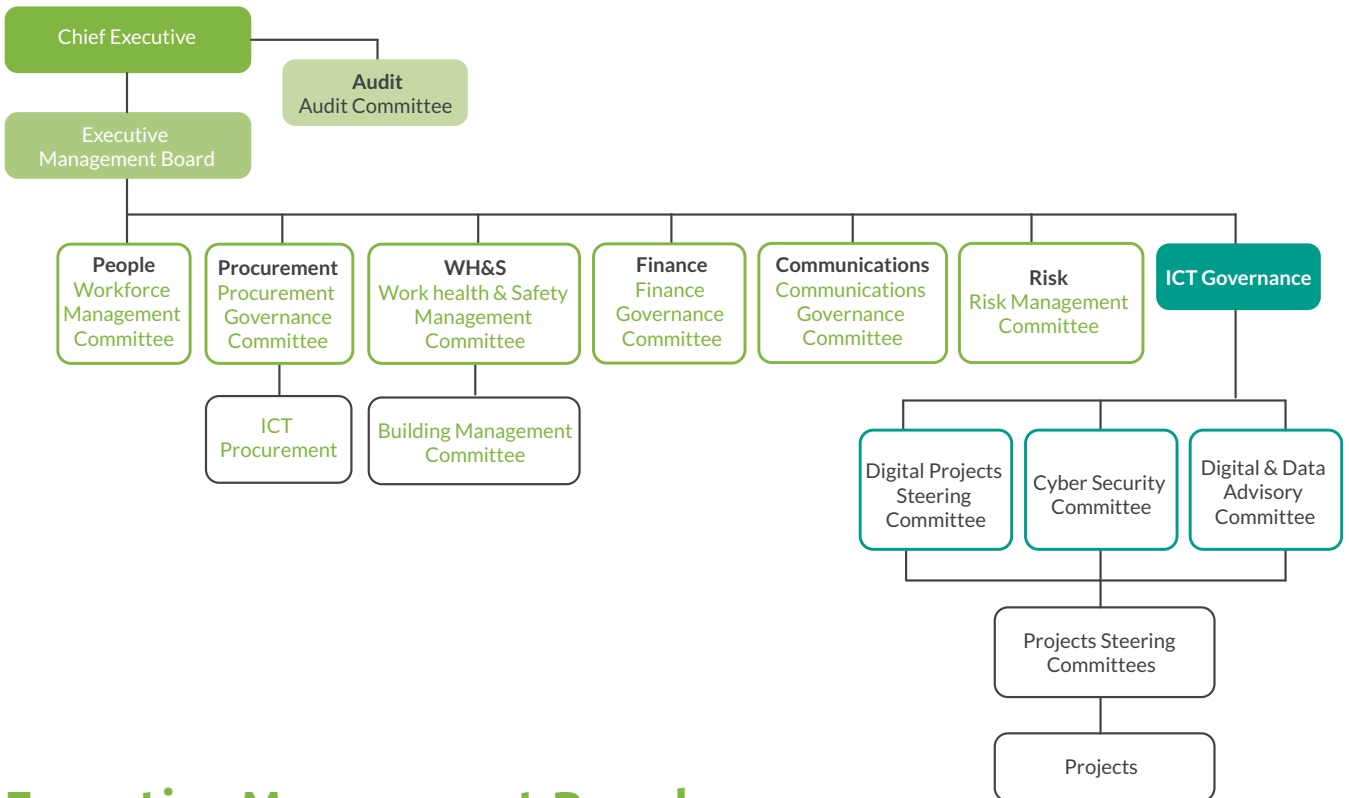 Chief Executive
Audit
Audit Committee
Executive
Management Board
People
Workforce
Management
Committee
Procurement
Procurement
Governance
Committee
WH&S
Work health & Safety
Management
Committee
Finance
Finance
Governance
Committee
Communications
Communications
Governance
Committee
Risk
Risk Management
Committee
ICT Governance
ICT
Procurement
Building Management
Committee
Digital Projects
Steering
Committee
Cyber Security
Committee
Digital & Data
Advisory
Committee
Projects Steering
Committees
Projects